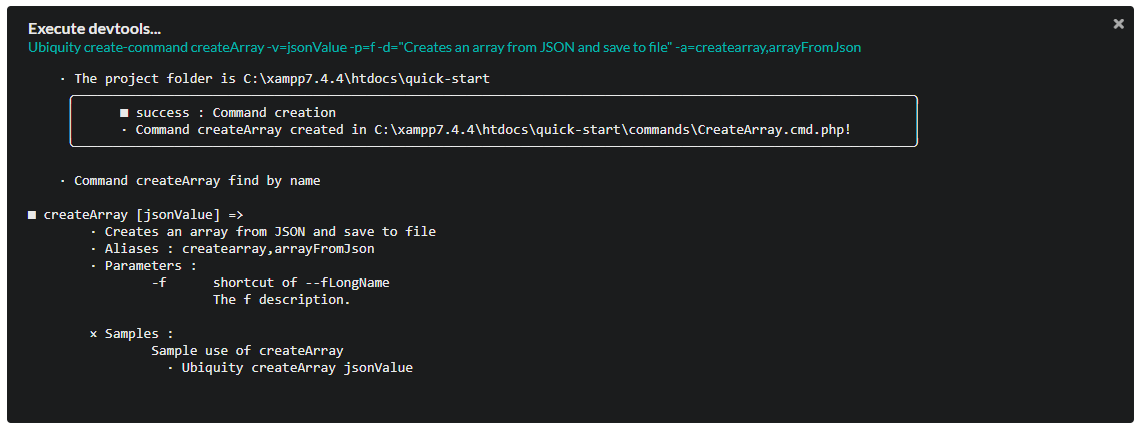 Execute devtools...
Ubiquity create-command createArray -v=jsonValue -p=f -d="Creates an array from JSON and save to file" -a=createarray,arrayFromJson
· The project folder is C:\xampp7.4.4\htdocs\quick-start
■ success : Command creation
· Command createArray created in C:\xampp7.4.4\htdocs\quick-start\commands\CreateArray.cmd.php!
· Command createArray find by name
■ createArray [jsonValue] =>
· Creates an array from JSON and save to file
· Aliases : createarray,arrayFromJson
· Parameters :
-f shortcut of --fLongName
The f description.
× Samples :
Sample use of createArray
· Ubiquity createArray jsonValue